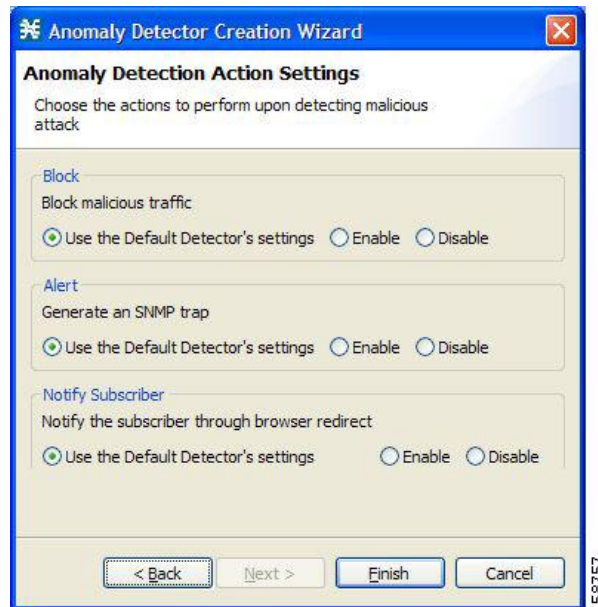 Anomaly Detector Creation Wizard
Anomaly Detection Action Settings
Choose the actions to perform upon detecting malicious
attack
Block
Block malicious traffic
Use the Default Detector's settings Enable Disable
Alert
Generate an SNMP trap
Use the Default Detector's settings Enable Disable
Notify Subscriber
Notify the subscriber through browser redirect
Use the Default Detector's settings Enable Disable
< Back Next > Finish Cancel